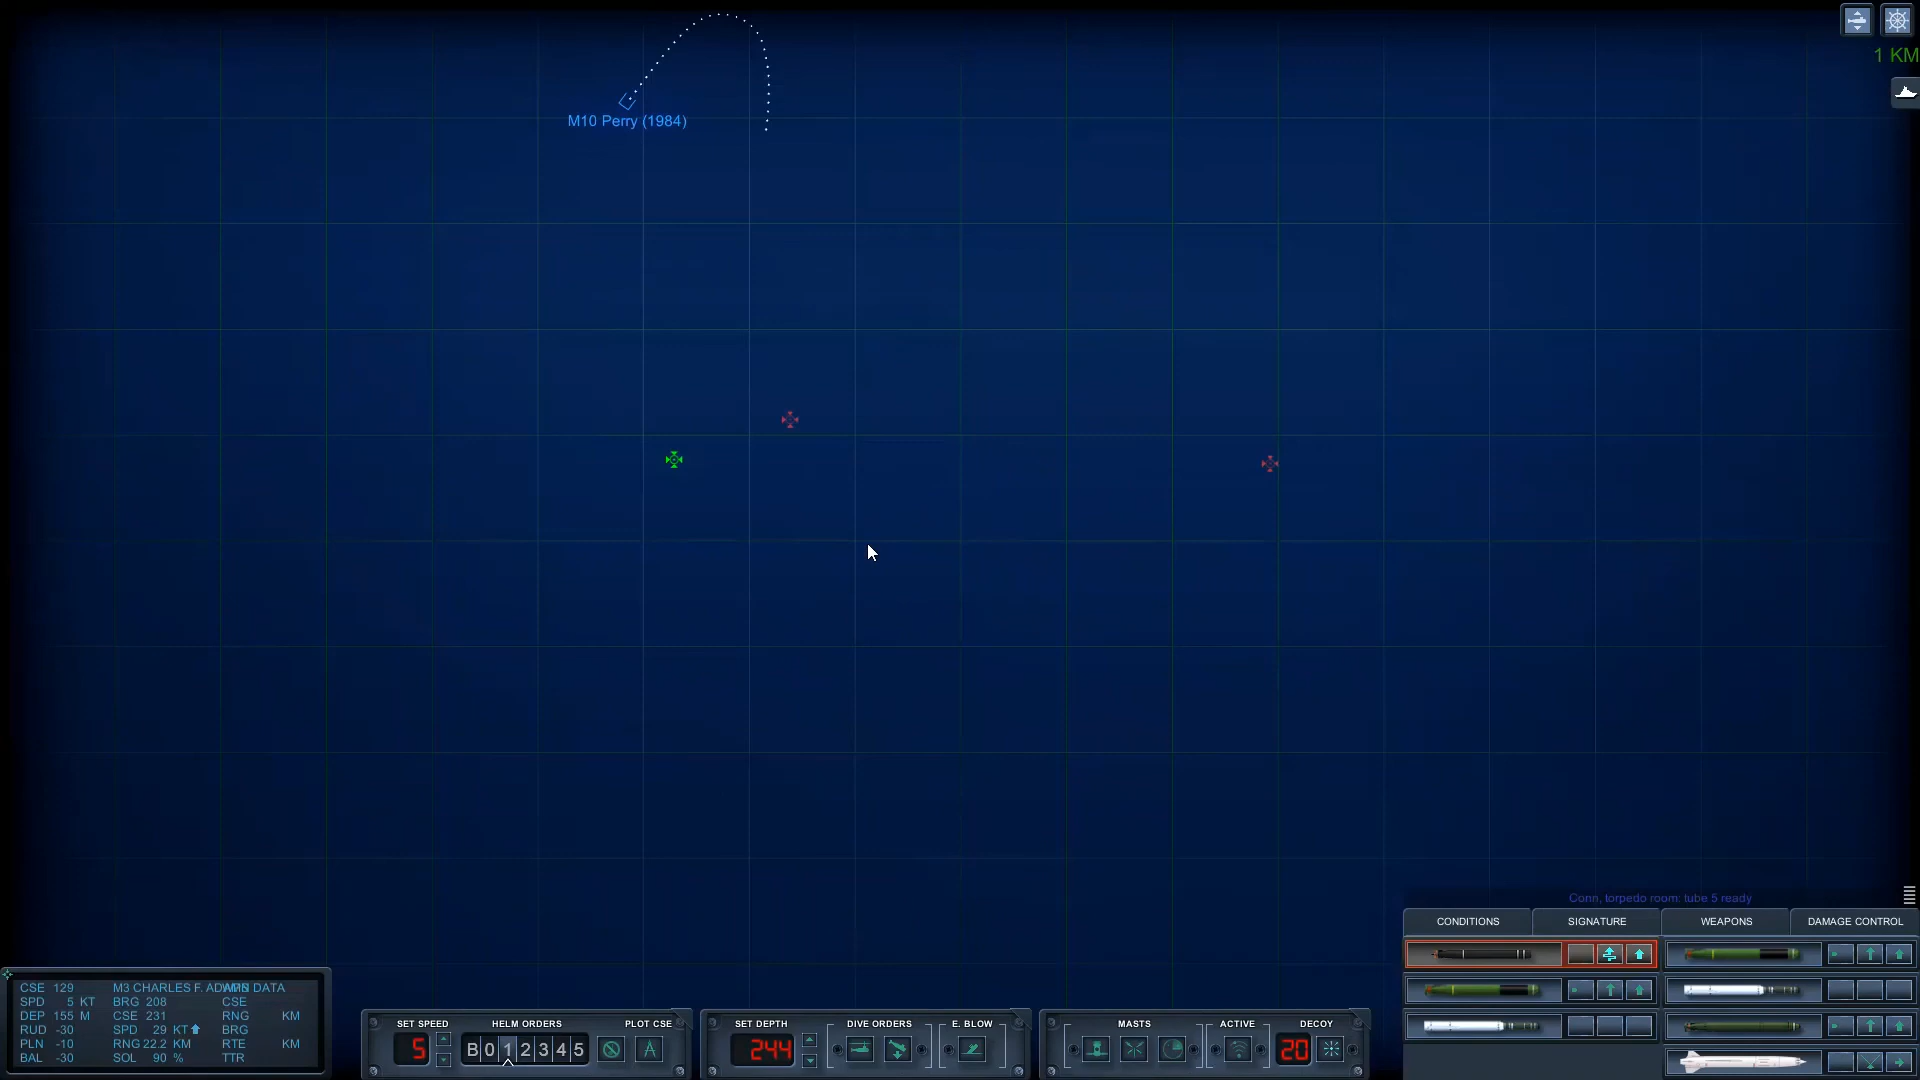 1 KM
M10 Perry (1984)
Conn, torpedo room: tube 5 ready
CONDITIONS SIGNATURE WEAPONS DAMAGE CONTROL
CSE 129 M3 CHARLES F. DATA
SPD 5 KT BRG 208 CSE
DEP 155 M CSE 231 RNG KM
RUD -30 SPD 29 KT BRG
PLN -10 RNG 22.2 KM RTE KM
BAL -30 SOL 90 % TTR
SET SPEED HELM ORDERS PLOT CSE
5 B 0 1 2 3 4 5
SET DEPTH DIVE ORDERS E. BLOW
244
MASTS ACTIVE DECOY
20